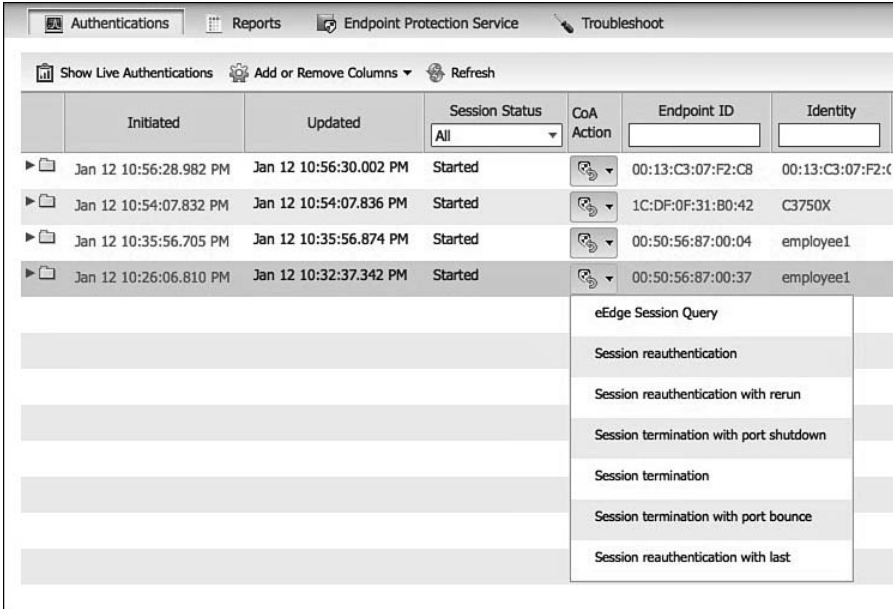 Authentications Reports Endpoint Protection Service Troubleshoot
Show Live Authentications Add or Remove Columns Refresh
Initiated Updated Session Status CoA Action Endpoint ID Identity
All
Jan 12 10:56:28.982 PM Jan 12 10:56:30.002 PM Started 00:13:C3:07:F2:C8 00:13:C3:07:F2:(
Jan 12 10:54:07.832 PM Jan 12 10:54:07.836 PM Started 1C:DF:0F:31:B0:42 C3750X
Jan 12 10:35:56.705 PM Jan 12 10:35:56.874 PM Started 00:50:56:87:00:04 employee1
Jan 12 10:26:06.810 PM Jan 12 10:32:37.342 PM Started 00:50:56:87:00:37 employee1
eEdge Session Query
Session reauthentication
Session reauthentication with rerun
Session termination with port shutdown
Session termination
Session termination with port bounce
Session reauthentication with last